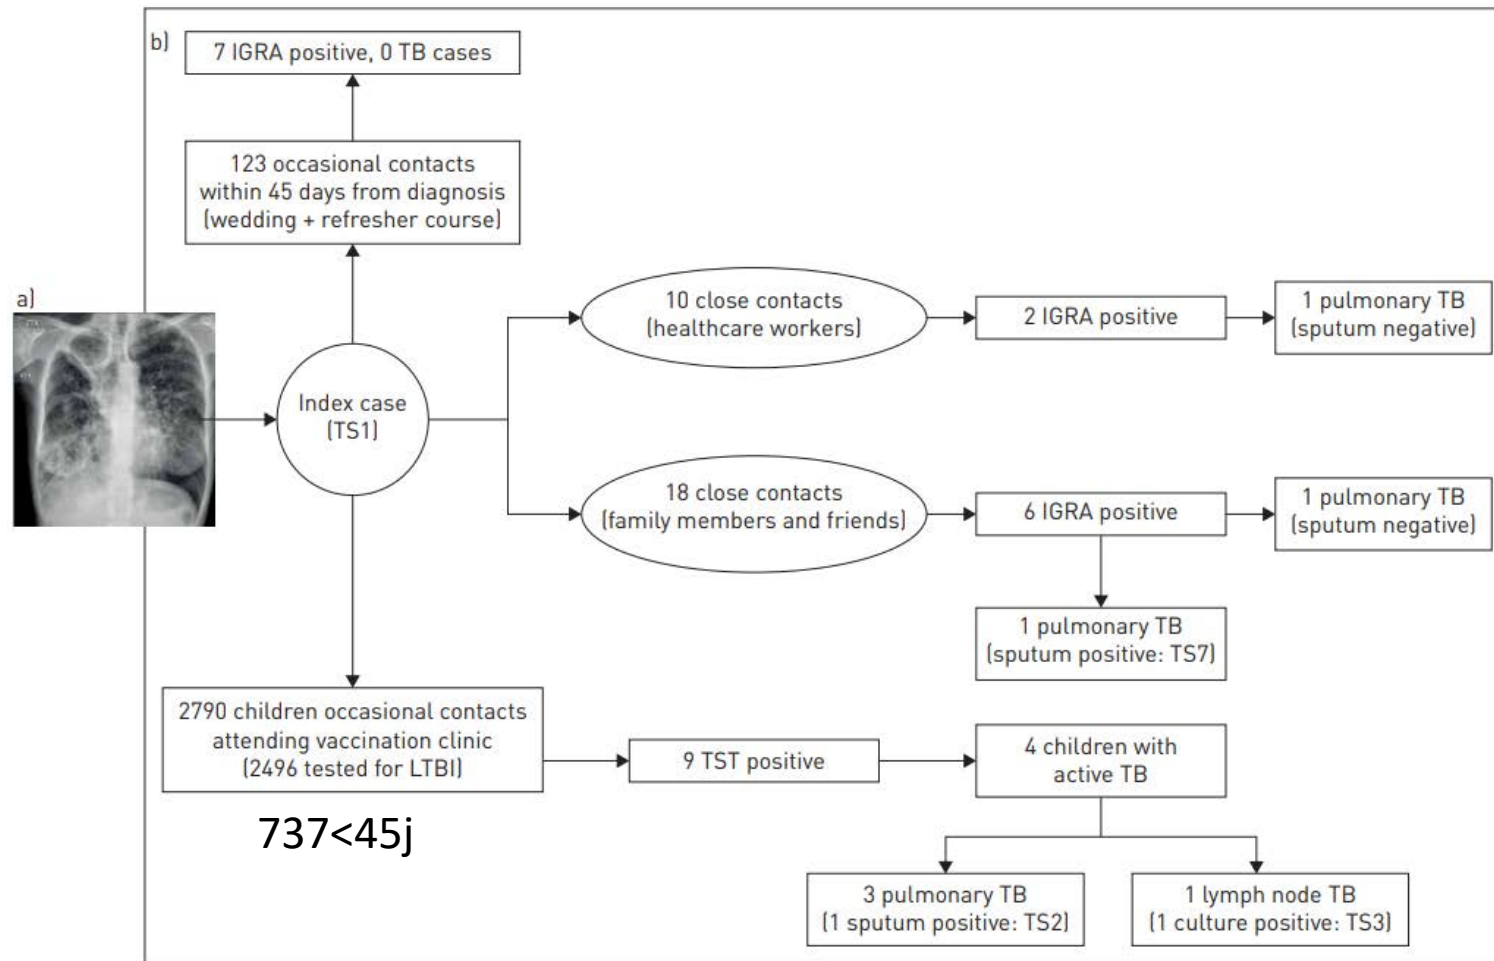 b)
7 IGRA positive, 0 TB cases
123 occasional contacts
within 45 days from diagnosis
(wedding + refresher course)
a)
Index case
(TS1)
10 close contacts
(healthcare workers)
2 IGRA positive
1 pulmonary TB
(sputum negative)
18 close contacts
(family members and friends)
6 IGRA positive
1 pulmonary TB
(sputum negative)
1 pulmonary TB
(sputum positive: TS7)
2790 children occasional contacts
attending vaccination clinic
(2496 tested for LTBI)
9 TST positive
4 children with
active TB
737<45j
3 pulmonary TB
(1 sputum positive: TS2)
1 lymph node TB
(1 culture positive: TS3)